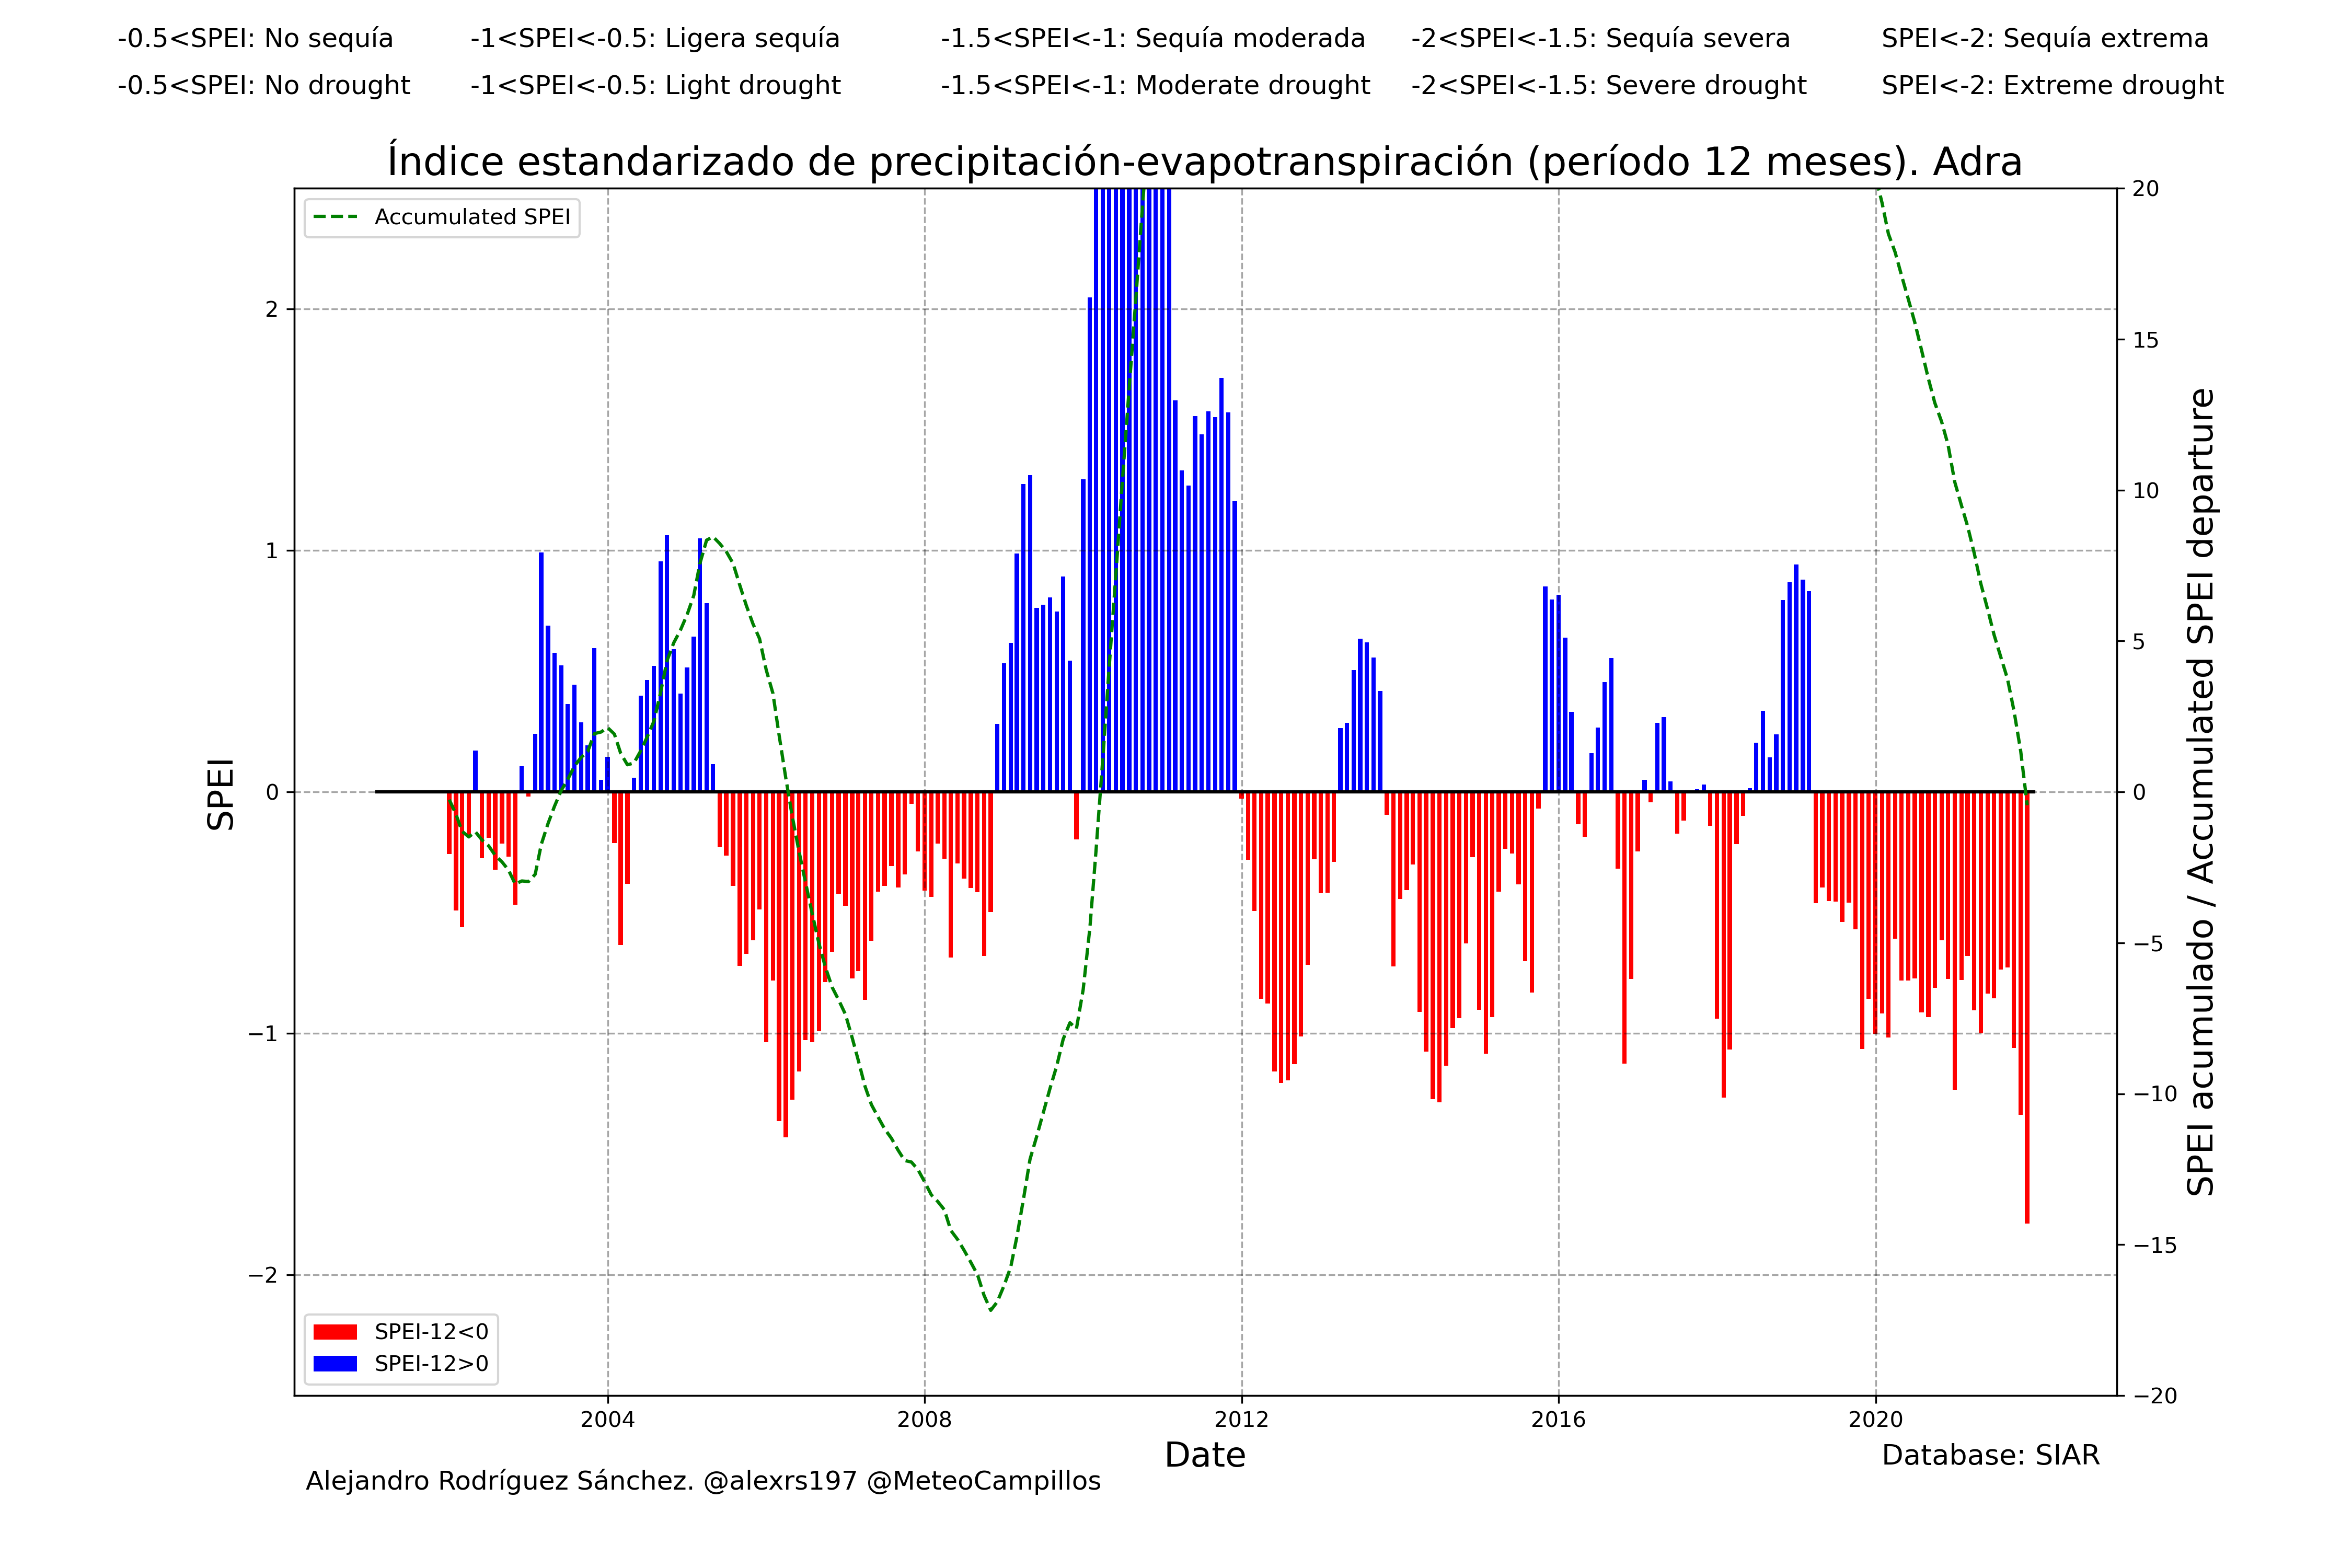 -0.5<SPEI: No sequía -1<SPEI<-0.5: Ligera sequía -1.5<SPEI<-1: Sequía moderada -2<SPEI<-1.5: Sequía severa SPEI<-2: Sequía extrema
-0.5<SPEI: No drought -1<SPEI<-0.5: Light drought -1.5<SPEI<-1: Moderate drought -2<SPEI<-1.5: Severe drought SPEI<-2: Extreme drought
Índice estandarizado de precipitación-evapotranspiración (período 12 meses). Adra
Accumulated SPEI
2
1
0
−1
−2
SPEI
20
15
10
5
0
−5
−10
−15
−20
SPEI acumulado / Accumulated SPEI departure
SPEI-12<0
SPEI-12>0
2004 2008 2012 2016 2020
Date
Database: SIAR
Alejandro Rodríguez Sánchez. @alexrs197 @MeteoCampillos